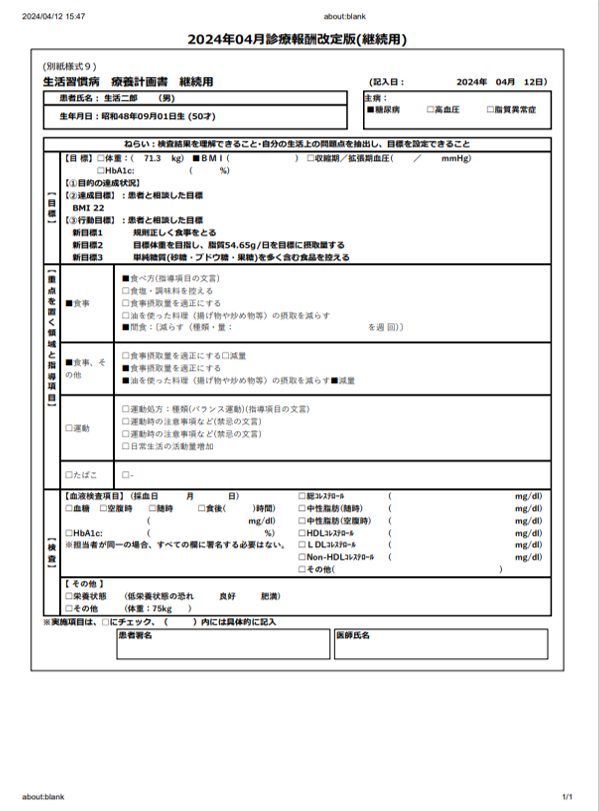 2024/04/12 15:47 about:blank
2024年04月診療報酬改定版(継続用)
(別紙様式９)
生活習慣病　療養計画書　継続用 (記入日： 2024年 04月 12日)
患者氏名： 生活二郎 (男)
生年月日：昭和48年09月01日生 (50才)
主病：
■糖尿病 □高血圧 □脂質異常症
ねらい：検査結果を理解できること･自分の生活上の問題点を抽出し、目標を設定できること
【目標】
【目 標】□体重：( 71.3 kg) ■ＢＭＩ( ) □収縮期／拡張期血圧( ／ mmHg)
□HbA1c: ( %)
【①目的の達成状況】
【②達成目標】：患者と相談した目標
BMI 22
【③行動目標】：患者と相談した目標
新目標1 規則正しく食事をとる
新目標2 目標体重を目指し、脂質54.65g/日を目標に摂取量する
新目標3 単純糖質(砂糖・ブドウ糖・果糖)を多く含む食品を控える
【重点を置く領域と指導項目】
■食事
■食べ方(指導項目の文言)
□食塩・調味料を控える
□食事摂取量を適正にする
□油を使った料理（揚げ物や炒め物等）の摂取を減らす
■間食：〔減らす（種類・量： を週 回)〕
■食事、その他
□食事摂取量を適正にする□減量
■食事摂取量を適正にする
■油を使った料理（揚げ物や炒め物等）の摂取を減らす■減量
□運動
□運動処方：種類(バランス運動)(指導項目の文言)
□運動時の注意事項など(禁忌の文言)
□運動時の注意事項など(禁忌の文言)
□日常生活の活動量増加
□たばこ □-
【検査】
【血液検査項目】(採血日 月 日)
□血糖 □空腹時 □随時 □食後( )時間)
( mg/dl)
□HbA1c: ( %)
※担当者が同一の場合、すべての欄に署名する必要はない。
□総ｺﾚｽﾃﾛｰﾙ ( mg/dl)
□中性脂肪(随時) ( mg/dl)
□中性脂肪(空腹時) ( mg/dl)
□HDLｺﾚｽﾃﾛｰﾙ ( mg/dl)
□ＬDLｺﾚｽﾃﾛｰﾙ ( mg/dl)
□Non-HDLｺﾚｽﾃﾛｰﾙ ( mg/dl)
□その他( )
【 その他 】
□栄養状態 (低栄養状態の恐れ 良好 肥満)
□その他 (体重：75kg )
※実施項目は、□にチェック、（ ）内には具体的に記入
患者署名 医師氏名
about:blank 1/1